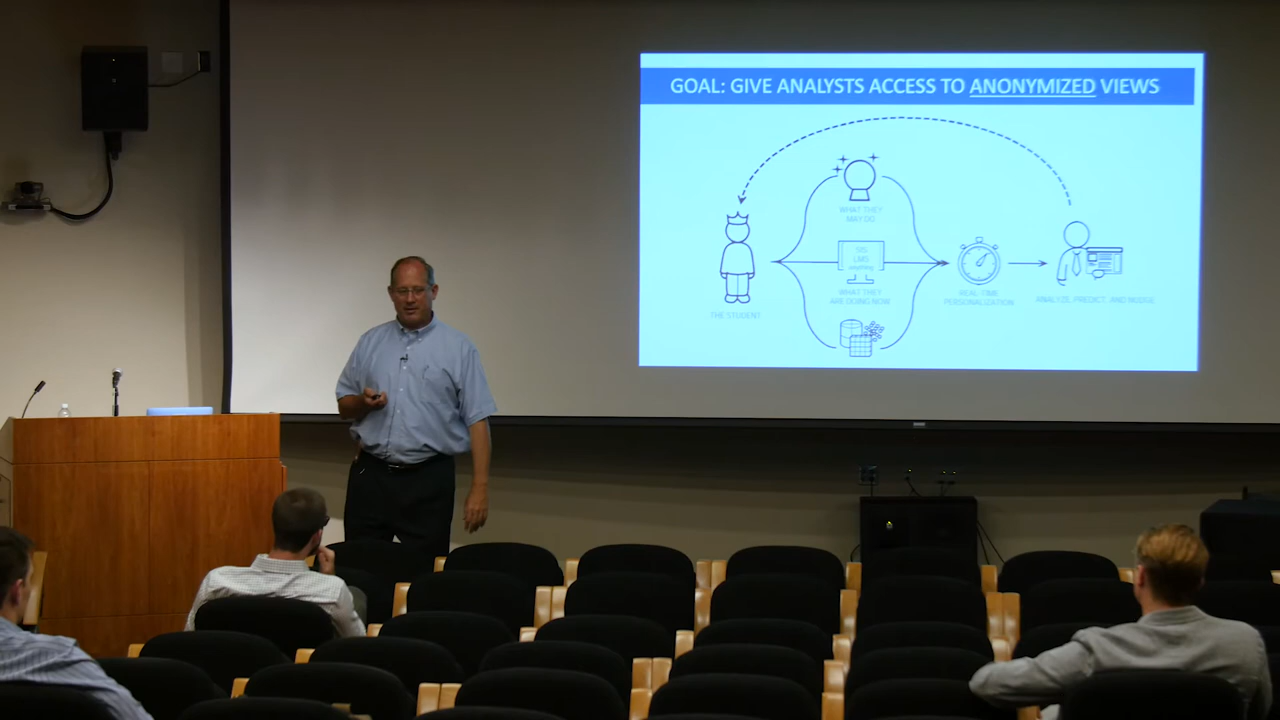 GOAL: GIVE ANALYSTS ACCESS TO ANONYMIZED VIEWS
WHAT THEY
MAY DO
SIS
LMS
anything
WHAT THEY
ARE DOING NOW
THE STUDENT
REAL-TIME
PERSONALIZATION
ANALYZE, PREDICT, AND NUDGE